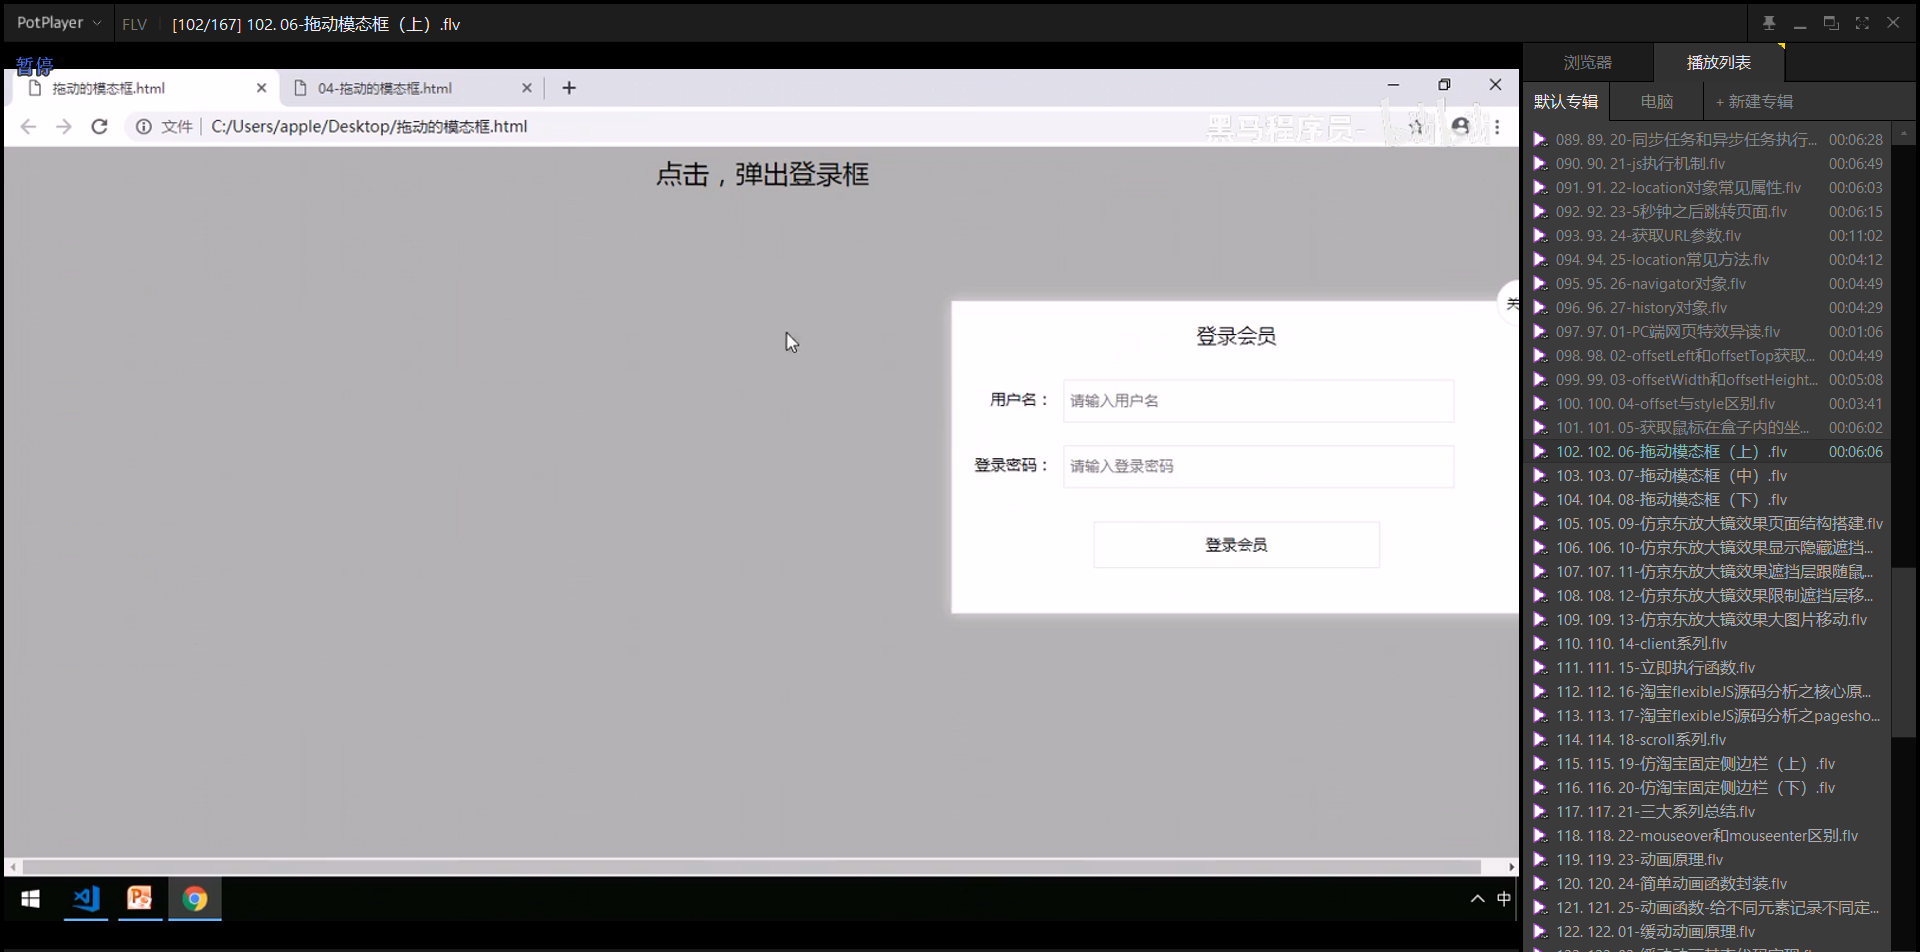 PotPlayer
FLV
[102/167] 102. 06-拖动模态框（上）.flv
暂停
拖动的模态框.html
04-拖动的模态框.html
文件
C:/Users/apple/Desktop/拖动的模态框.html
黑马程序员-
点击，弹出登录框
关
登录会员
用户名：
请输入用户名
登录密码：
请输入登录密码
登录会员
中
浏览器
播放列表
默认专辑
电脑
+ 新建专辑
089. 89. 20-同步任务和异步任务执行... 00:06:28
090. 90. 21-js执行机制.flv 00:06:49
091. 91. 22-location对象常见属性.flv 00:06:03
092. 92. 23-5秒钟之后跳转页面.flv 00:06:15
093. 93. 24-获取URL参数.flv 00:11:02
094. 94. 25-location常见方法.flv 00:04:12
095. 95. 26-navigator对象.flv 00:04:49
096. 96. 27-history对象.flv 00:04:29
097. 97. 01-PC端网页特效异读.flv 00:01:06
098. 98. 02-offsetLeft和offsetTop获取... 00:04:49
099. 99. 03-offsetWidth和offsetHeight... 00:05:08
100. 100. 04-offset与style区别.flv 00:03:41
101. 101. 05-获取鼠标在盒子内的坐... 00:06:02
102. 102. 06-拖动模态框（上）.flv 00:06:06
103. 103. 07-拖动模态框（中）.flv
104. 104. 08-拖动模态框（下）.flv
105. 105. 09-仿京东放大镜效果页面结构搭建.flv
106. 106. 10-仿京东放大镜效果显示隐藏遮挡...
107. 107. 11-仿京东放大镜效果遮挡层跟随鼠...
108. 108. 12-仿京东放大镜效果限制遮挡层移...
109. 109. 13-仿京东放大镜效果大图片移动.flv
110. 110. 14-client系列.flv
111. 111. 15-立即执行函数.flv
112. 112. 16-淘宝flexibleJS源码分析之核心原...
113. 113. 17-淘宝flexibleJS源码分析之pagesho...
114. 114. 18-scroll系列.flv
115. 115. 19-仿淘宝固定侧边栏（上）.flv
116. 116. 20-仿淘宝固定侧边栏（下）.flv
117. 117. 21-三大系列总结.flv
118. 118. 22-mouseover和mouseenter区别.flv
119. 119. 23-动画原理.flv
120. 120. 24-简单动画函数封装.flv
121. 121. 25-动画函数-给不同元素记录不同定...
122. 122. 01-缓动动画原理.flv